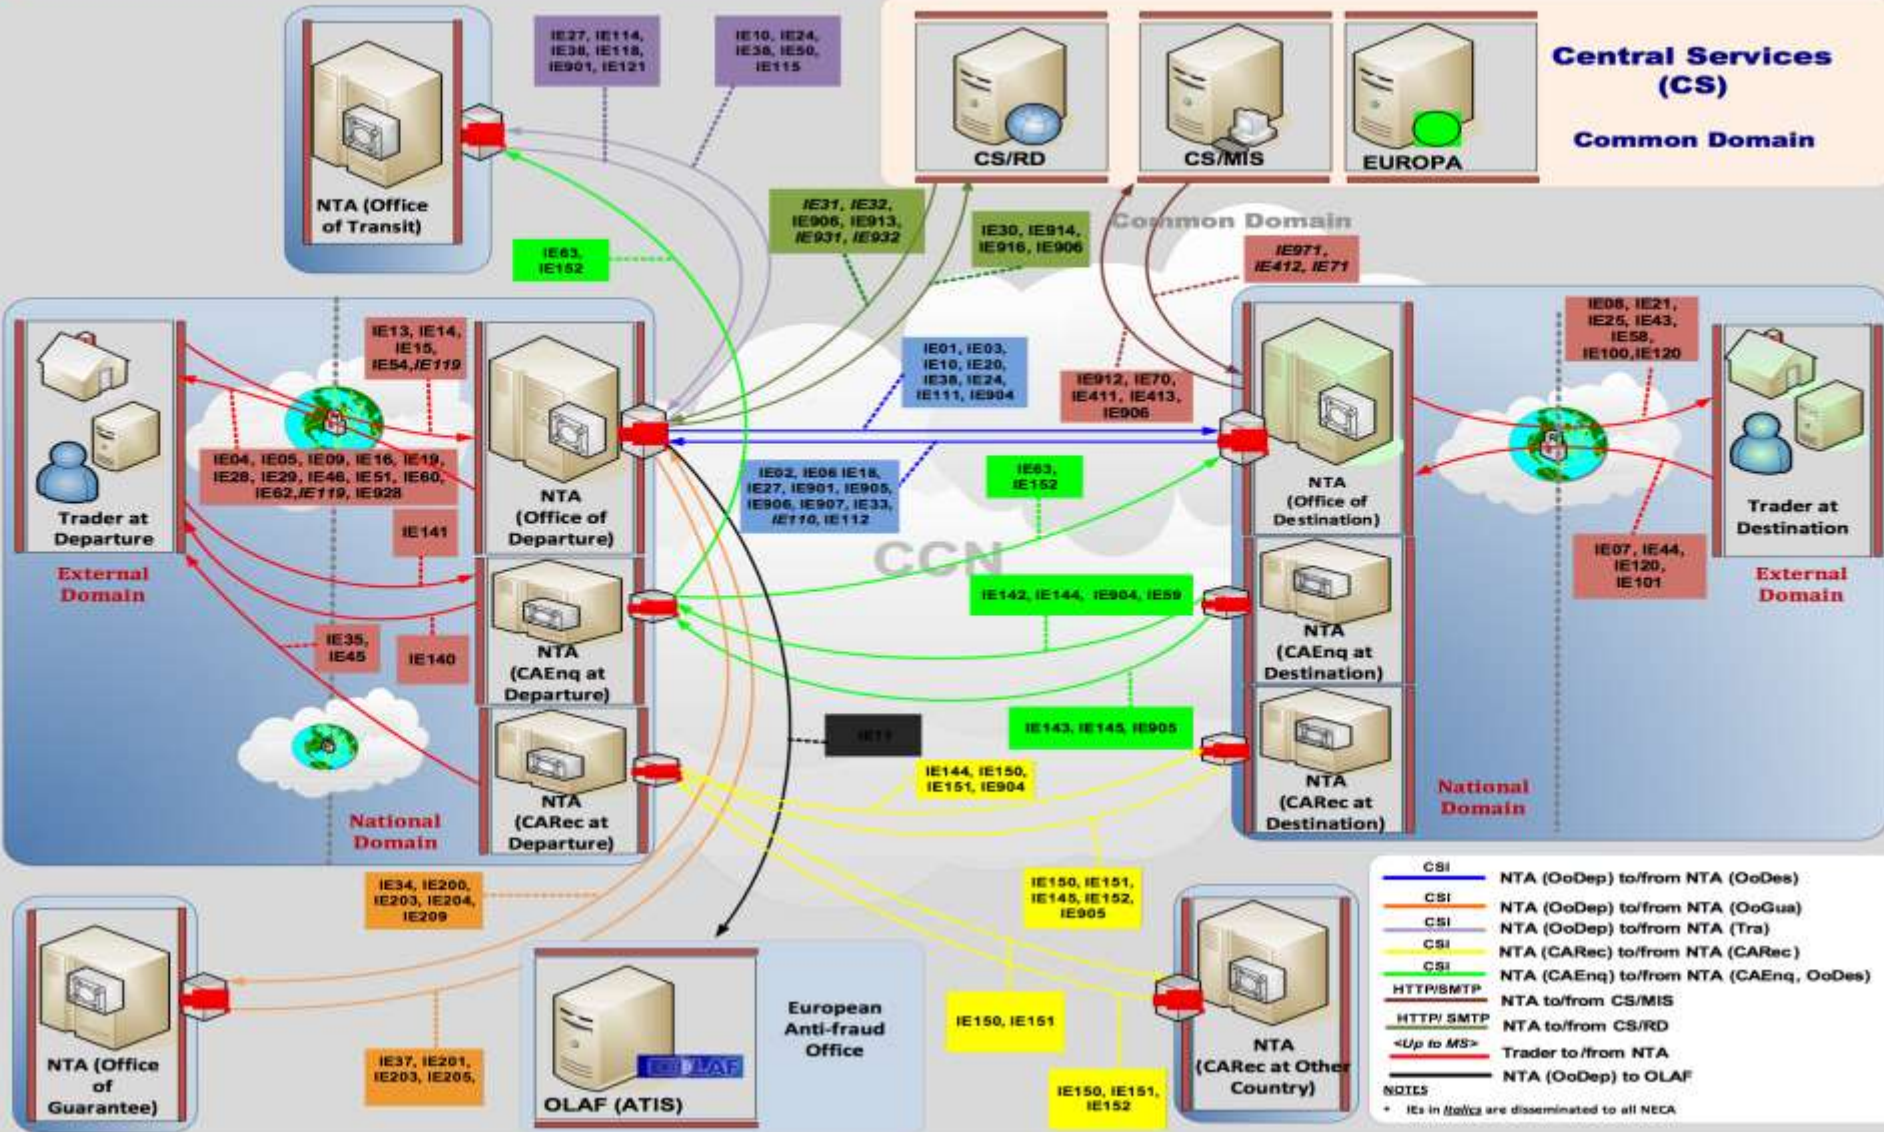 IE27, IE114,
IE38, IE118,
IE901, IE121
IE10, IE24,
IE38, IE50,
IE115
CS/RD
CS/MIS
EUROPA
Central Services
(CS)
Common Domain
NTA (Office
of Transit)
IE63,
IE152
IE31, IE32,
IE906, IE913,
IE931, IE932
IE30, IE914,
IE916, IE906
Common Domain
IE971,
IE412, IE71
IE13, IE14,
IE15,
IE54,IE119
IE01, IE03,
IE10, IE20,
IE38, IE24,
IE111, IE904
IE912, IE70,
IE411, IE413,
IE906
IE08, IE21,
IE25, IE43,
IE58,
IE100,IE120
IE04, IE05, IE09, IE16, IE19,
IE28, IE29, IE46, IE51, IE60,
IE62,IE119, IE928
Trader at
Departure
External
Domain
NTA
(Office of
Departure)
IE02, IE06 IE18,
IE27, IE901, IE905,
IE906, IE907, IE33,
IE110, IE112
IE63,
IE152
NTA
(Office of
Destination)
Trader at
Destination
External
Domain
IE07, IE44,
IE120,
IE101
IE141
CCN
IE142, IE144, IE904, IE59
IE35,
IE45
IE140
NTA
(CAEnq at
Departure)
NTA
(CAEnq at
Destination)
IE143, IE145, IE905
IE11
IE144, IE150,
IE151, IE904
NTA
(CARec at
Departure)
National
Domain
NTA
(CARec at
Destination)
National
Domain
IE34, IE200,
IE203, IE204,
IE209
IE150, IE151,
IE145, IE152,
IE905
NTA (Office
of
Guarantee)
IE37, IE201,
IE203, IE205,
OLAF (ATIS)
European
Anti-fraud
Office
IE150, IE151
IE150, IE151,
IE152
NTA
(CARec at Other
Country)
CSI NTA (OoDep) to/from NTA (OoDes)
CSI NTA (OoDep) to/from NTA (OoGua)
CSI NTA (OoDep) to/from NTA (Tra)
CSI NTA (CARec) to/from NTA (CARec)
CSI NTA (CAEnq) to/from NTA (CAEnq, OoDes)
HTTP/SMTP NTA to/from CS/MIS
HTTP/ SMTP NTA to/from CS/RD
<Up to MS> Trader to/from NTA
NTA (OoDep) to OLAF
NOTES
* IEs in Italics are disseminated to all NECA